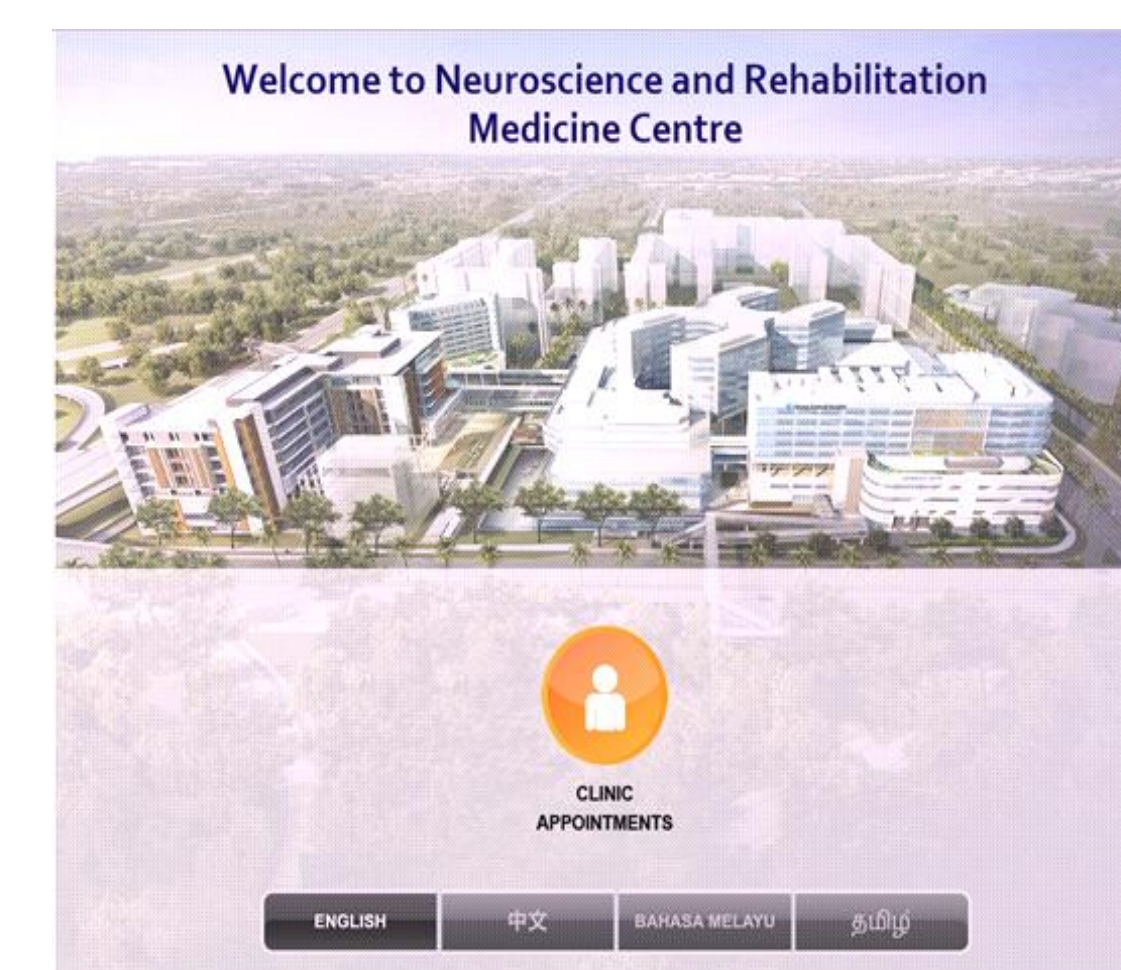 Welcome to Neuroscience and Rehabilitation
Medicine Centre
CLINIC
APPOINTMENTS
ENGLISH
中文
BAHASA MELAYU
தமிழ்